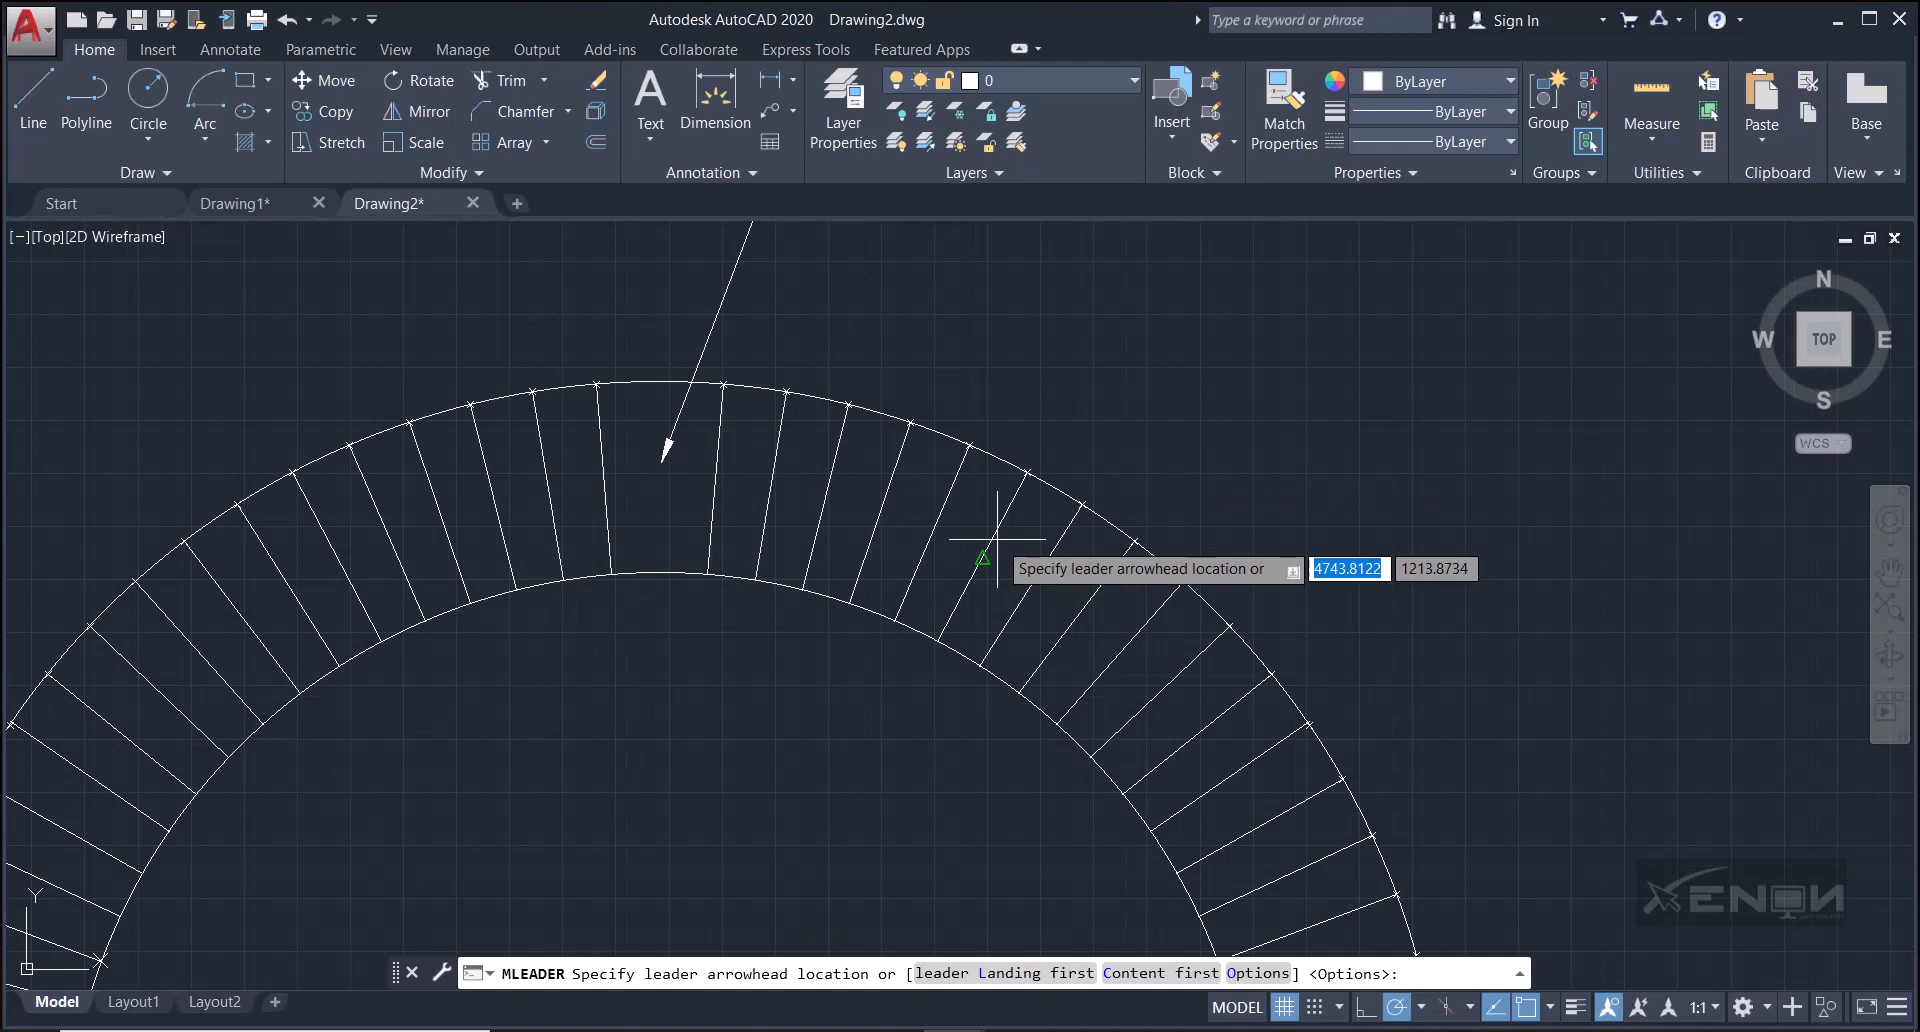 Autodesk AutoCAD 2020 Drawing2.dwg
Type a keyword or phrase
Sign In
Home Insert Annotate Parametric View Manage Output Add-ins Collaborate Express Tools Featured Apps
Line
Polyline
Circle
Arc
Move Rotate Trim
Copy Mirror Chamfer
Stretch Scale Array
Text
Dimension
Layer
Properties
0
Insert
Match
Properties
ByLayer
ByLayer
ByLayer
Group
Measure
Paste
Base
Draw Modify Annotation Layers Block Properties Groups Utilities Clipboard View
Start Drawing1* Drawing2*
[−][Top][2D Wireframe]
N
W TOP E
S
WCS
Specify leader arrowhead location or 4743.8122 1213.8734
Y
XENON
MLEADER Specify leader arrowhead location or [leader Landing first Content first Options] <Options>:
Model Layout1 Layout2
MODEL 1:1